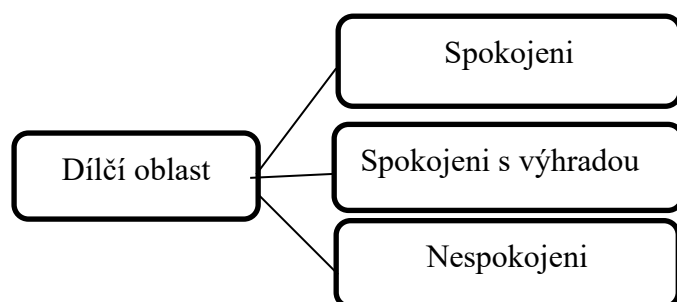 Spokojeni
Dílčí oblast
Spokojeni s výhradou
Nespokojeni